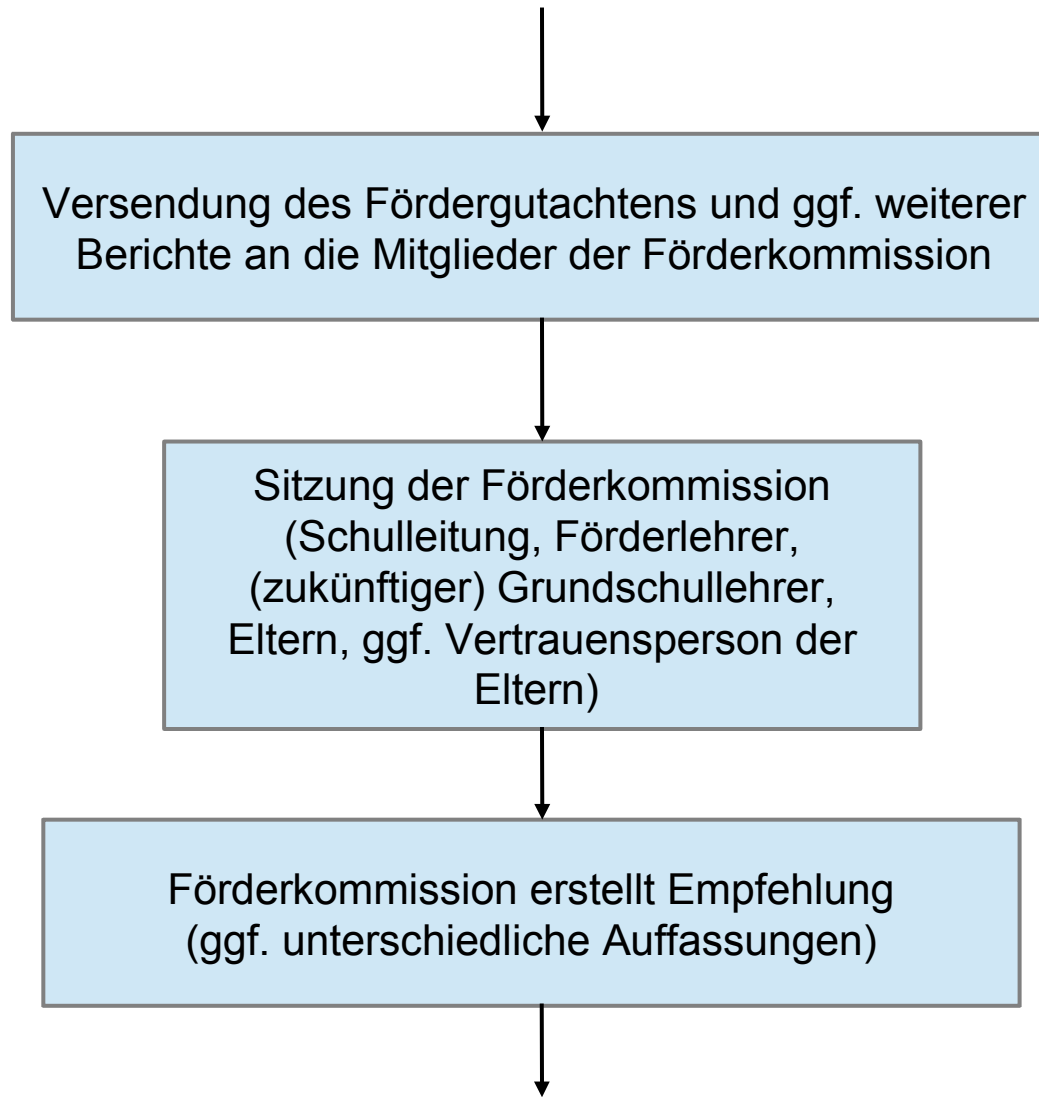 Versendung des Fördergutachtens und ggf. weiterer
Berichte an die Mitglieder der Förderkommission
Sitzung der Förderkommission
(Schulleitung, Förderlehrer,
(zukünftiger) Grundschullehrer,
Eltern, ggf. Vertrauensperson der
Eltern)
Förderkommission erstellt Empfehlung
(ggf. unterschiedliche Auffassungen)